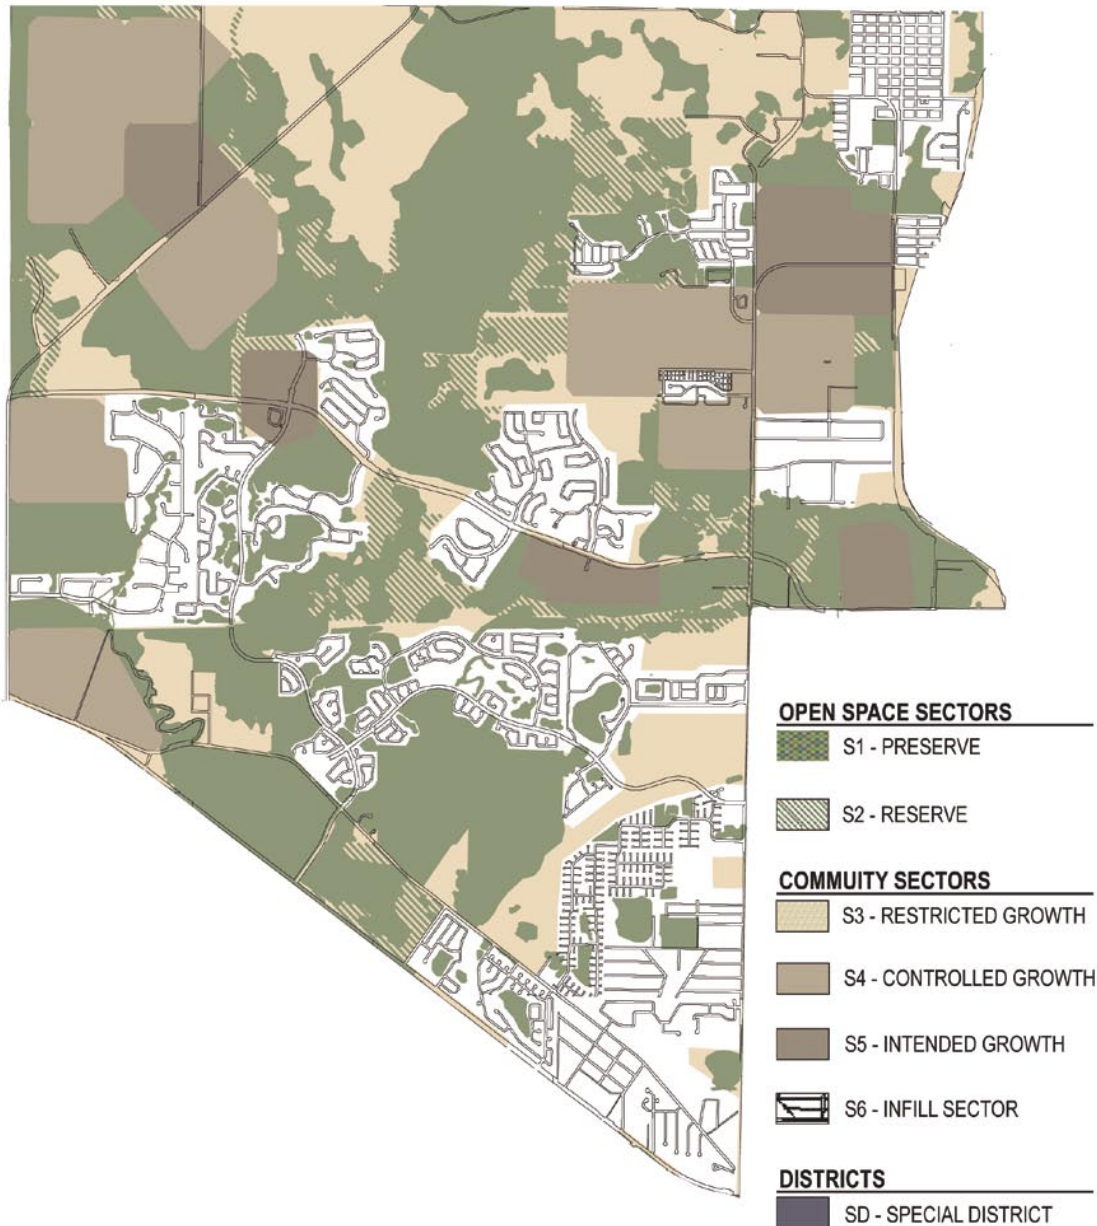 OPEN SPACE SECTORS
S1 - PRESERVE
S2 - RESERVE
COMMUITY SECTORS
S3 - RESTRICTED GROWTH
S4 - CONTROLLED GROWTH
S5 - INTENDED GROWTH
S6 - INFILL SECTOR
DISTRICTS
SD - SPECIAL DISTRICT